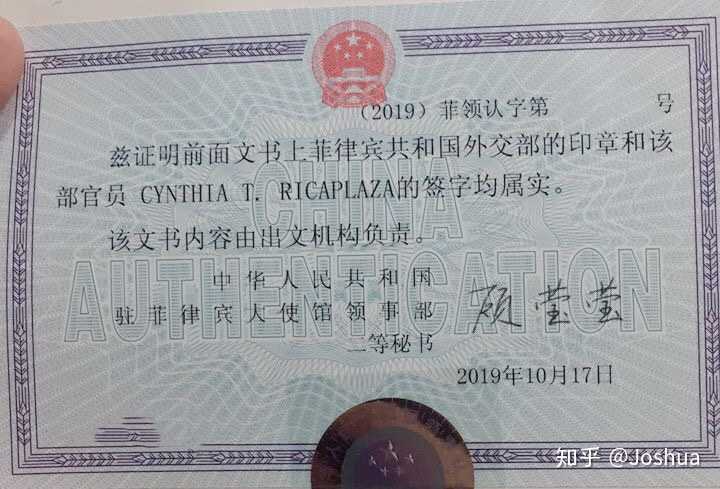 (2019) 菲领认字第 号
兹证明前面文书上菲律宾共和国外交部的印章和该
部官员 CYNTHIA T. RICAPLAZA的签字均属实。
该文书内容由出文机构负责。
CHINA
AUTHENTICATION
中华人民共和国
驻菲律宾大使馆领事部
二等秘书
顾莹莹
2019年10月17日
知乎 @Joshua